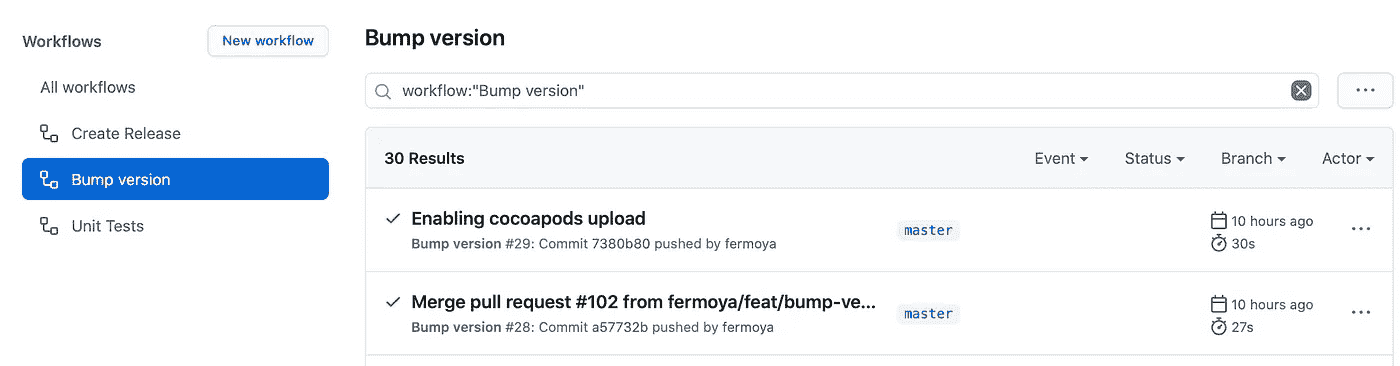 Workflows
New workflow
All workflows
Create Release
Bump version
Unit Tests
Bump version
workflow:"Bump version"
30 Results
Event
Status
Branch
Actor
Enabling cocoapods upload
Bump version #29: Commit 7380b80 pushed by fermoya
master
10 hours ago
30s
Merge pull request #102 from fermoya/feat/bump-ve...
Bump version #28: Commit a57732b pushed by fermoya
master
10 hours ago
27s